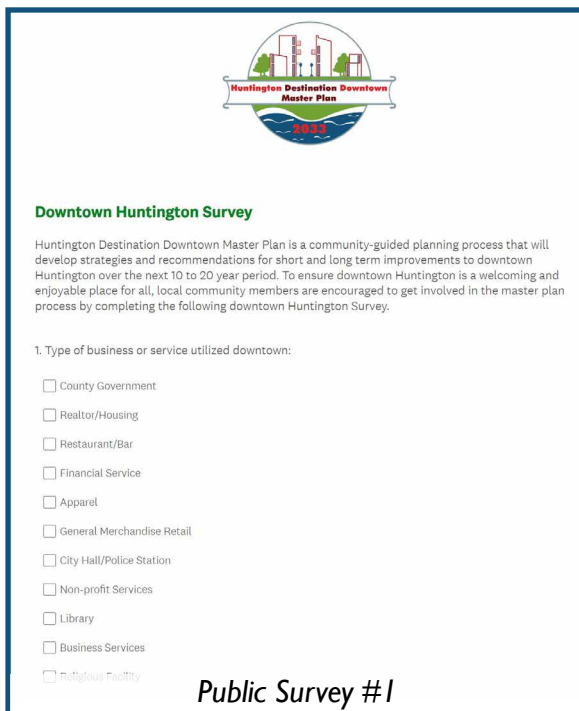 Huntington Destination Downtown
Master Plan
2033
Downtown Huntington Survey
Huntington Destination Downtown Master Plan is a community-guided planning process that will
develop strategies and recommendations for short and long term improvements to downtown
Huntington over the next 10 to 20 year period. To ensure downtown Huntington is a welcoming and
enjoyable place for all, local community members are encouraged to get involved in the master plan
process by completing the following downtown Huntington Survey.
1. Type of business or service utilized downtown:
County Government
Realtor/Housing
Restaurant/Bar
Financial Service
Apparel
General Merchandise Retail
City Hall/Police Station
Non-profit Services
Library
Business Services
Religious Facility
Public Survey #1